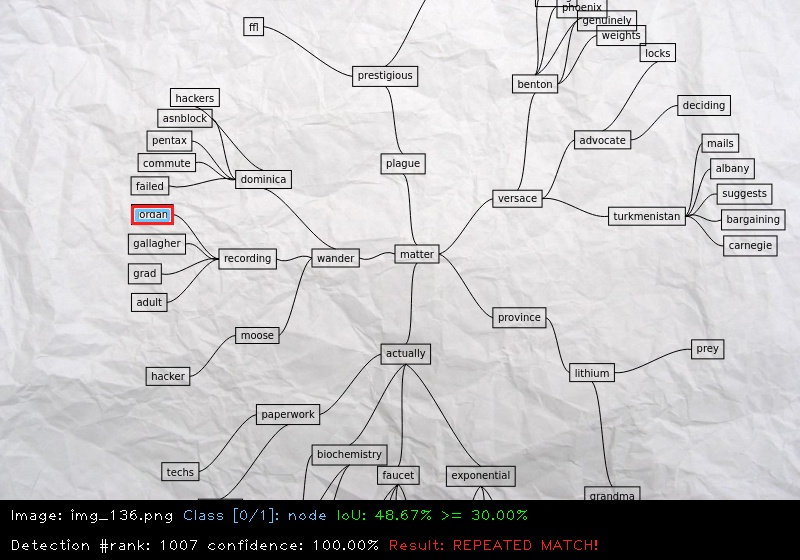 phoenix
genuinely
ffl
weights
locks
prestigious
benton
hackers
deciding
asnblock
pentax
advocate
mails
commute
plague
albany
failed
dominica
suggests
versace
organ
turkmenistan
bargaining
gallagher
carnegie
recording
wander
matter
grad
adult
province
moose
prey
actually
hacker
lithium
paperwork
biochemistry
techs
faucet
exponential
grandma
Image: img_136.png Class [0/1]: node IoU: 48.67% >= 30.00%
Detection #rank: 1007 confidence: 100.00% Result: REPEATED MATCH!